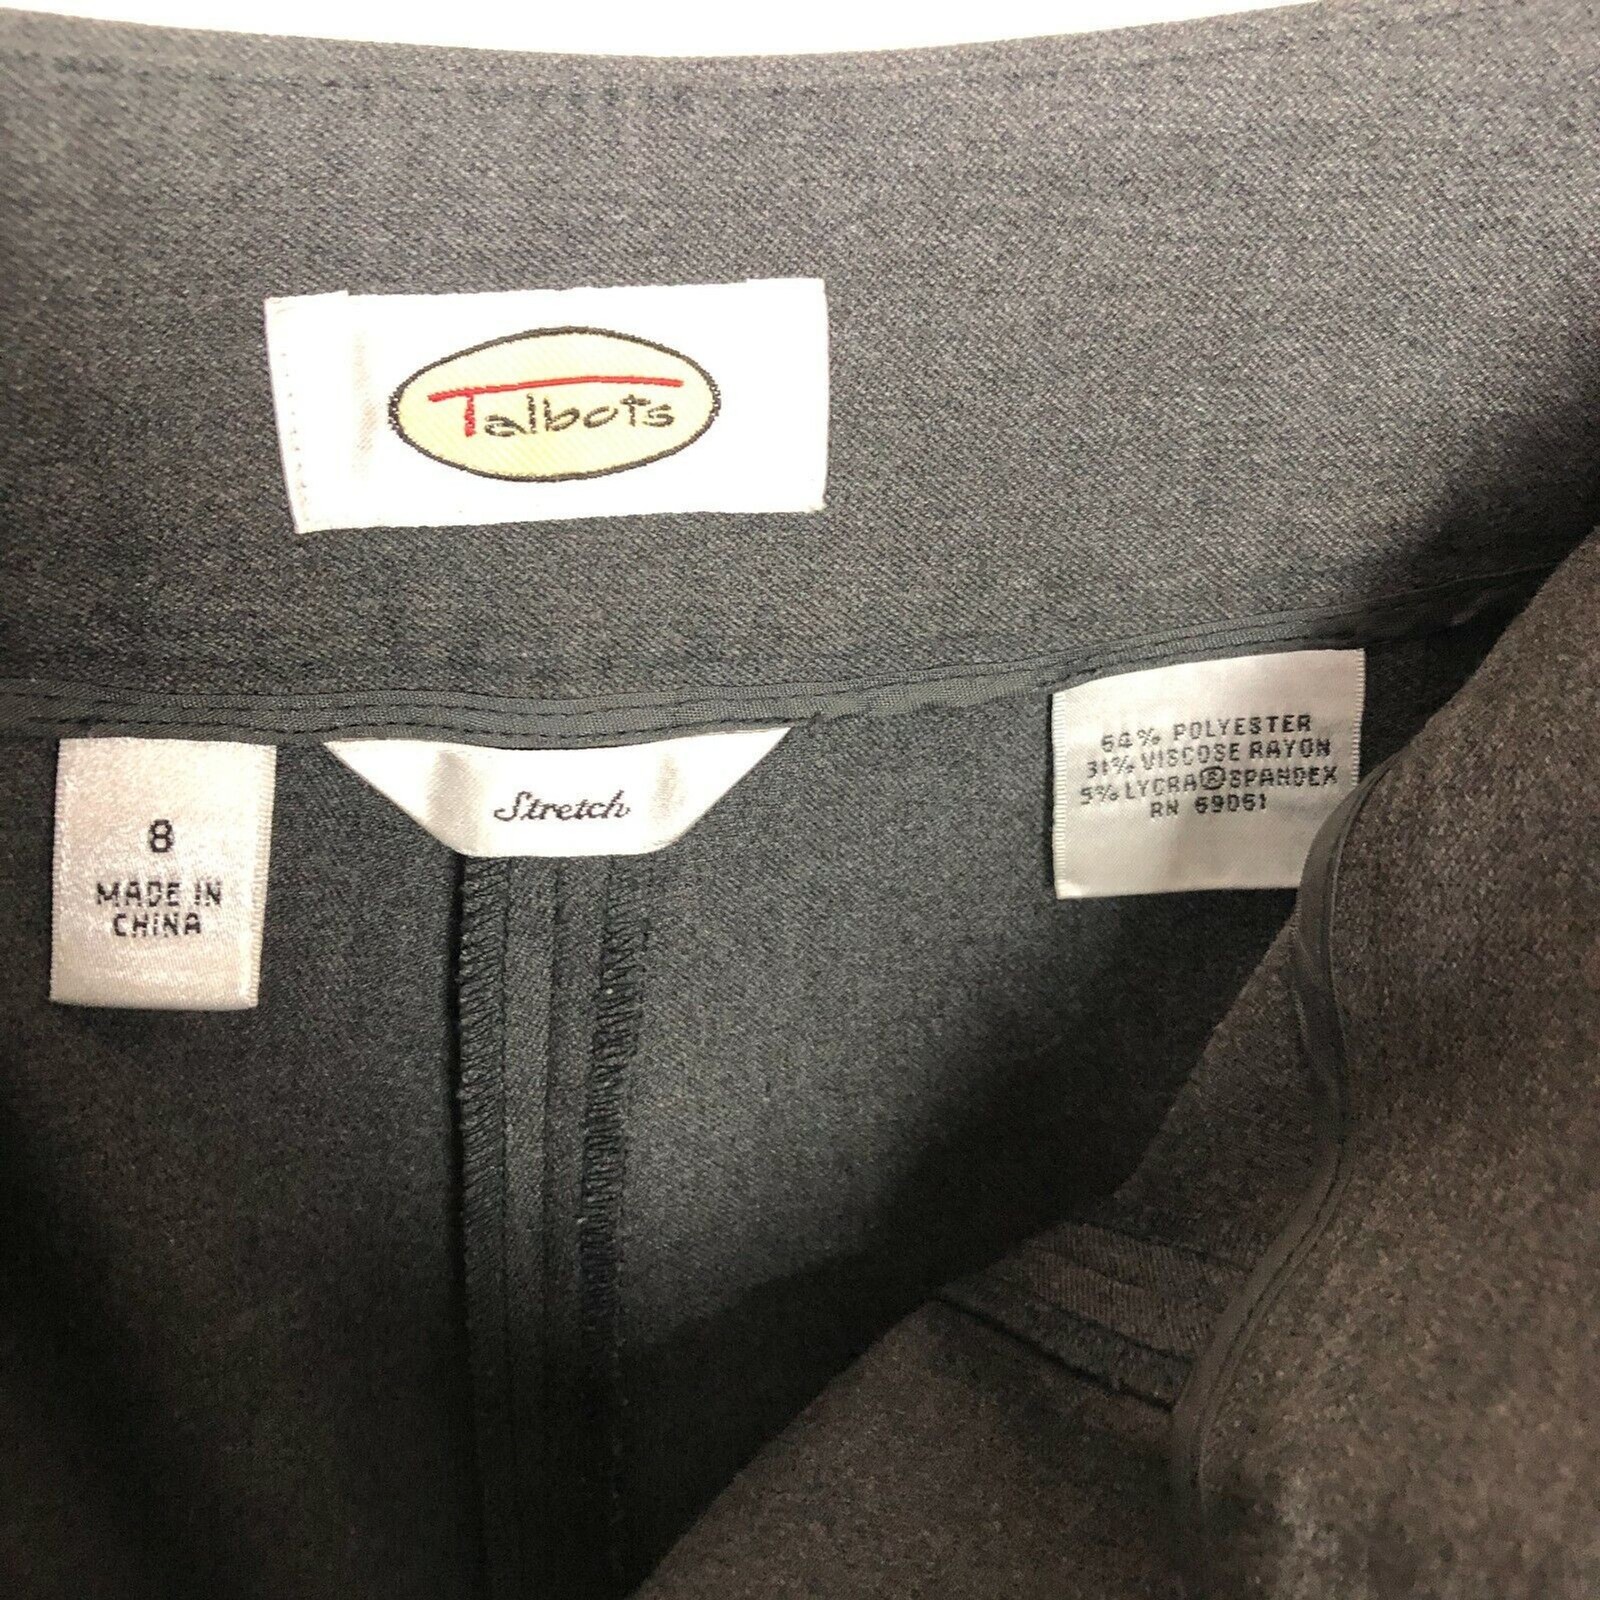 Talbots
8
MADE IN
CHINA
Stretch
64% POLYESTER
31% VISCOSE RAYON
5% LYCRA® SPANDEX
RN 69061